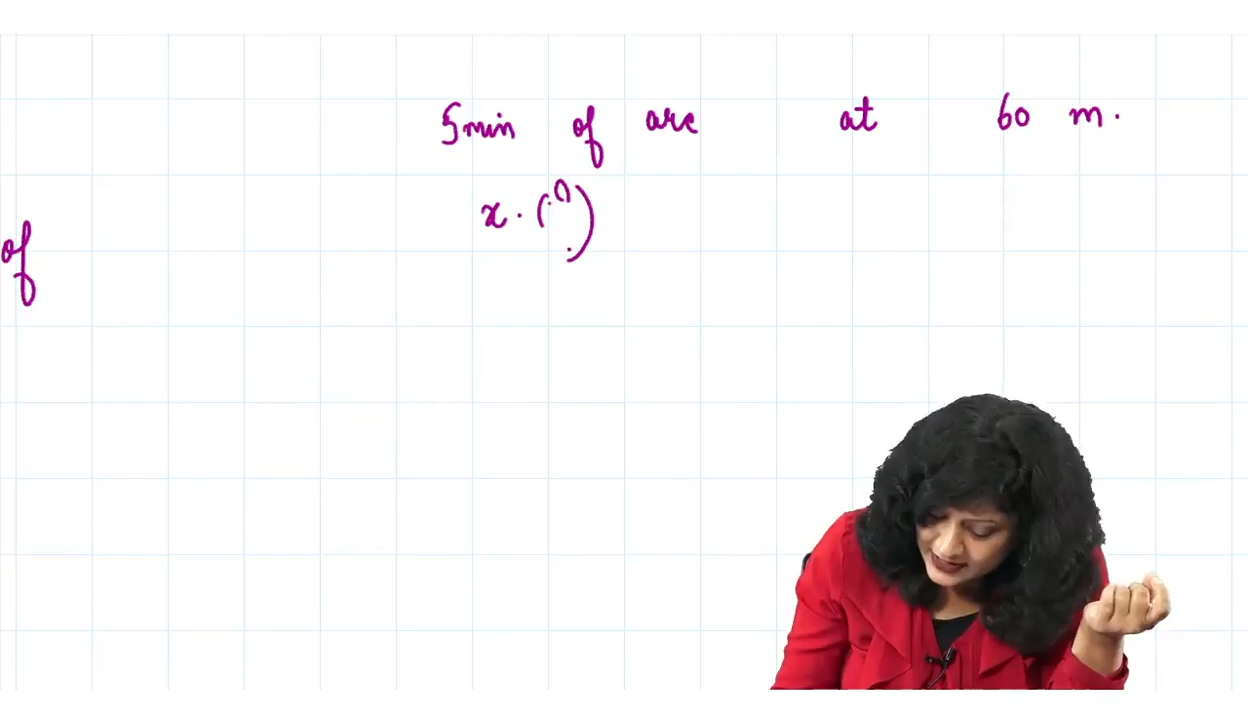 5min of arc at 60 m.
x.
of